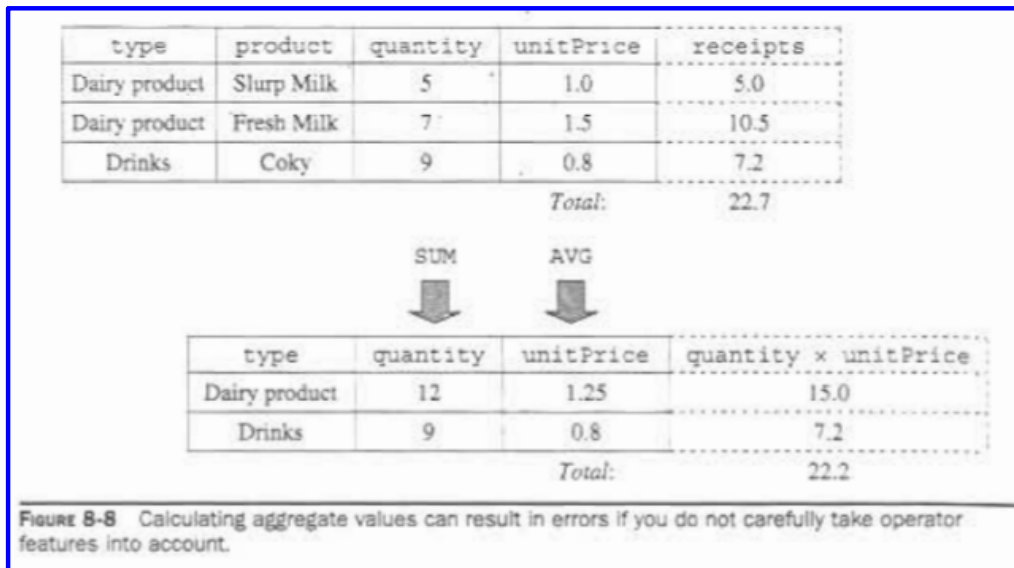 type product quantity unitPrice receipts
Dairy product Slurp Milk 5 1.0 5.0
Dairy product Fresh Milk 7 1.5 10.5
Drinks Coky 9 0.8 7.2
Total: 22.7
SUM AVG
type quantity unitPrice quantity × unitPrice
Dairy product 12 1.25 15.0
Drinks 9 0.8 7.2
Total: 22.2
FIGURE 8-8 Calculating aggregate values can result in errors if you do not carefully take operator
features into account.